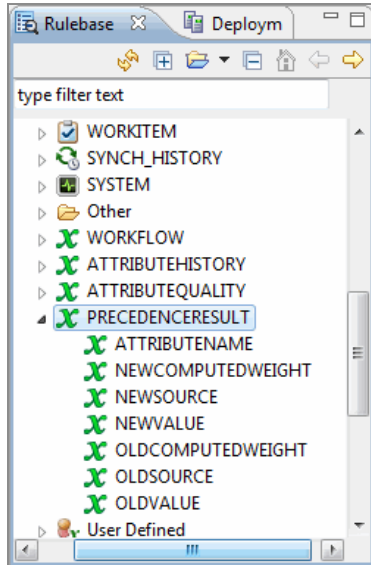 Rulebase Deploym
type filter text
WORKITEM
SYNCH_HISTORY
SYSTEM
Other
WORKFLOW
ATTRIBUTEHISTORY
ATTRIBUTEQUALITY
PRECEDENCERESULT
ATTRIBUTENAME
NEWCOMPUTEDWEIGHT
NEWSOURCE
NEWVALUE
OLDCOMPUTEDWEIGHT
OLDSOURCE
OLDVALUE
User Defined